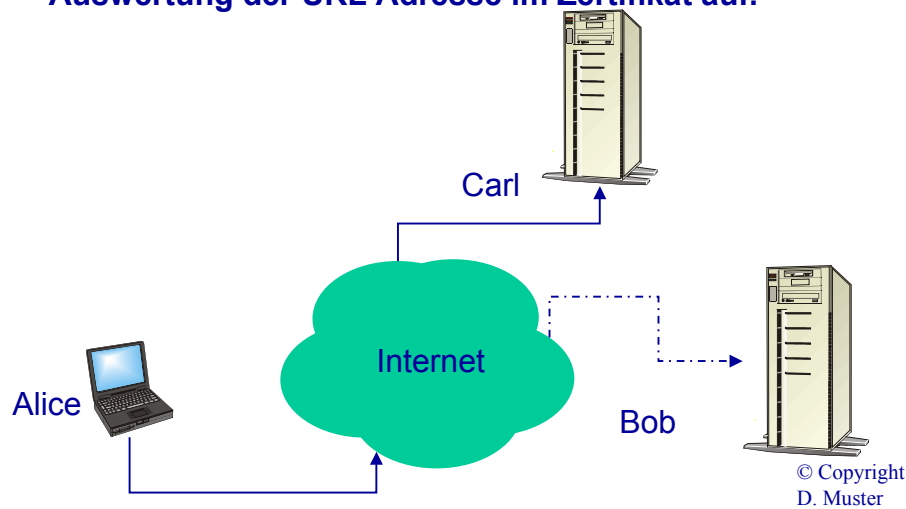 Auswertung der URL-Adresse im Zertifikat auf.
Carl
Internet
Alice
Bob
© Copyright
D. Muster